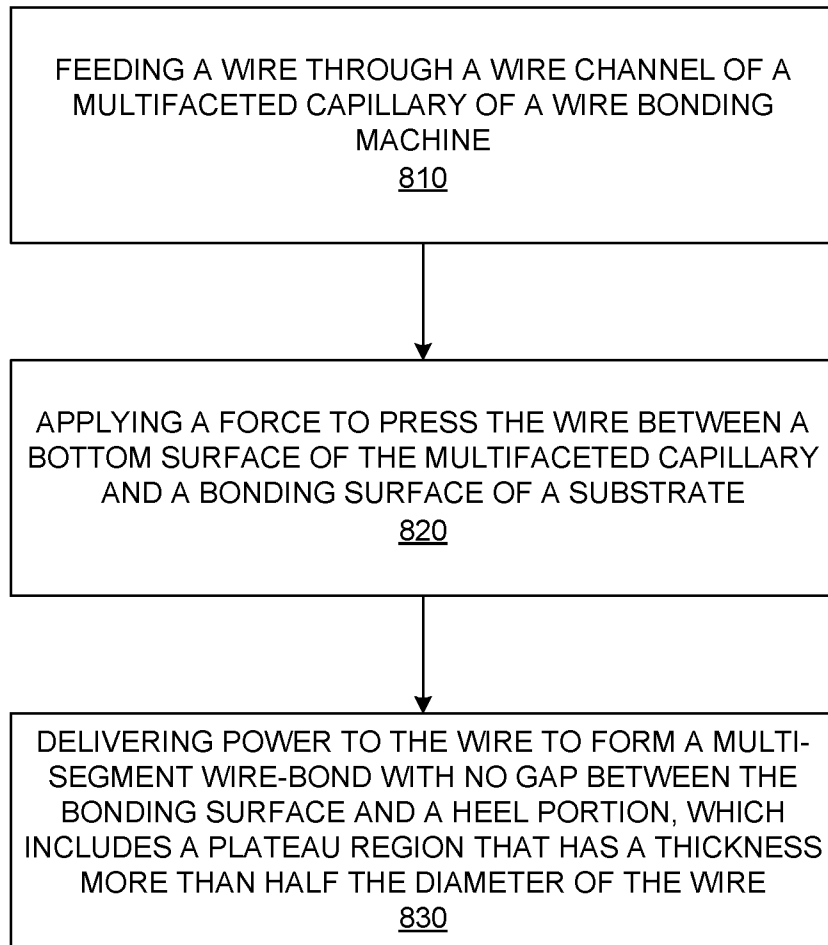 FEEDING A WIRE THROUGH A WIRE CHANNEL OF A
MULTIFACETED CAPILLARY OF A WIRE BONDING
MACHINE
810
APPLYING A FORCE TO PRESS THE WIRE BETWEEN A
BOTTOM SURFACE OF THE MULTIFACETED CAPILLARY
AND A BONDING SURFACE OF A SUBSTRATE
820
DELIVERING POWER TO THE WIRE TO FORM A MULTI-
SEGMENT WIRE-BOND WITH NO GAP BETWEEN THE
BONDING SURFACE AND A HEEL PORTION, WHICH
INCLUDES A PLATEAU REGION THAT HAS A THICKNESS
MORE THAN HALF THE DIAMETER OF THE WIRE
830